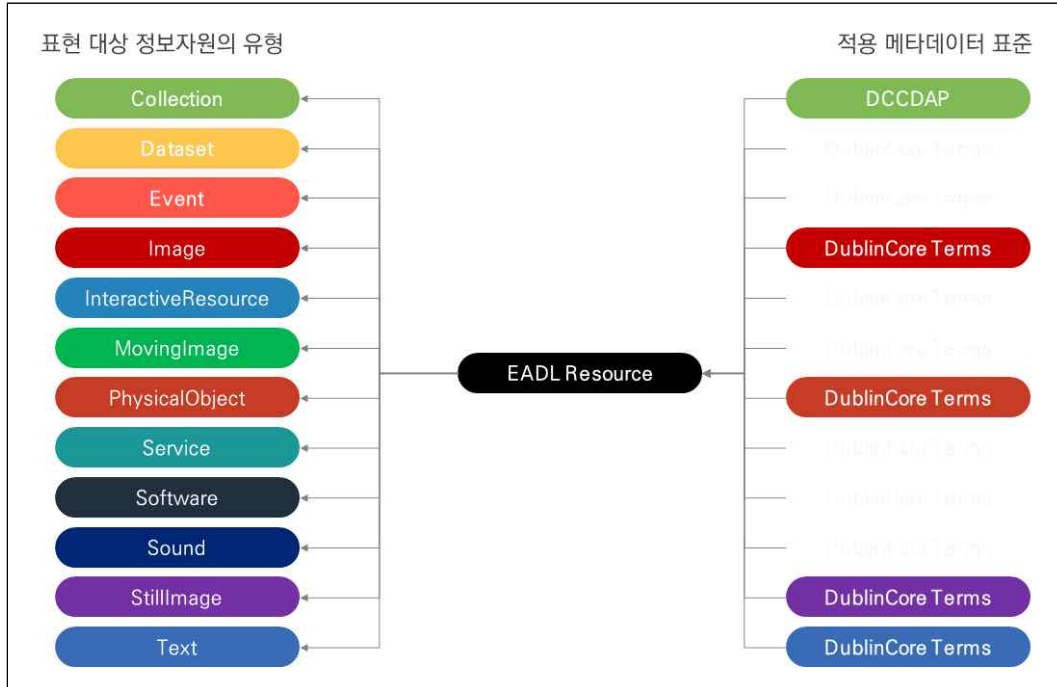 표현 대상 정보자원의 유형
적용 메타데이터 표준
Collection
DCCDAP
Dataset
Event
Image
DublinCore Terms
InteractiveResource
MovingImage
EADL Resource
PhysicalObject
DublinCore Terms
Service
Software
Sound
StillImage
DublinCore Terms
Text
DublinCore Terms